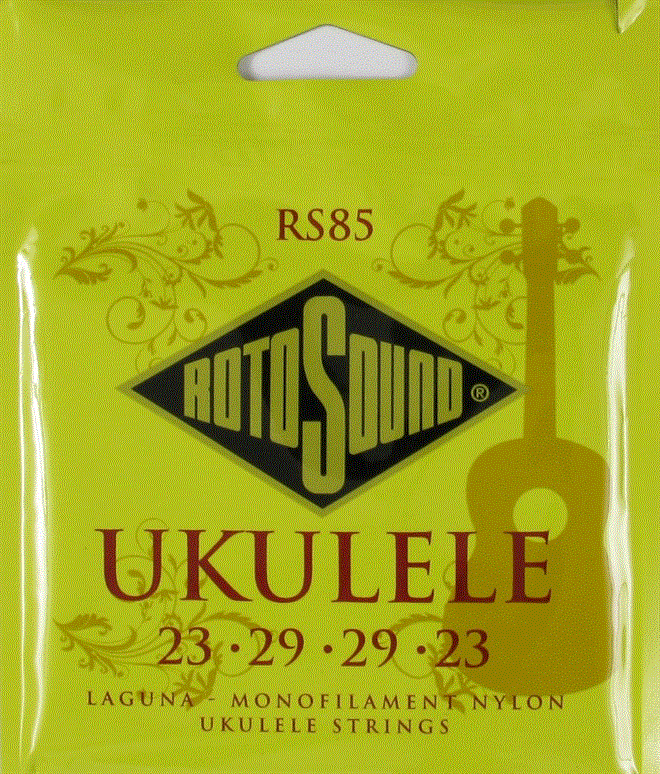 RS85
ROTOSOUND ®
UKULELE
23 • 29 • 29 • 23
LAGUNA - MONOFILAMENT NYLON
UKULELE STRINGS